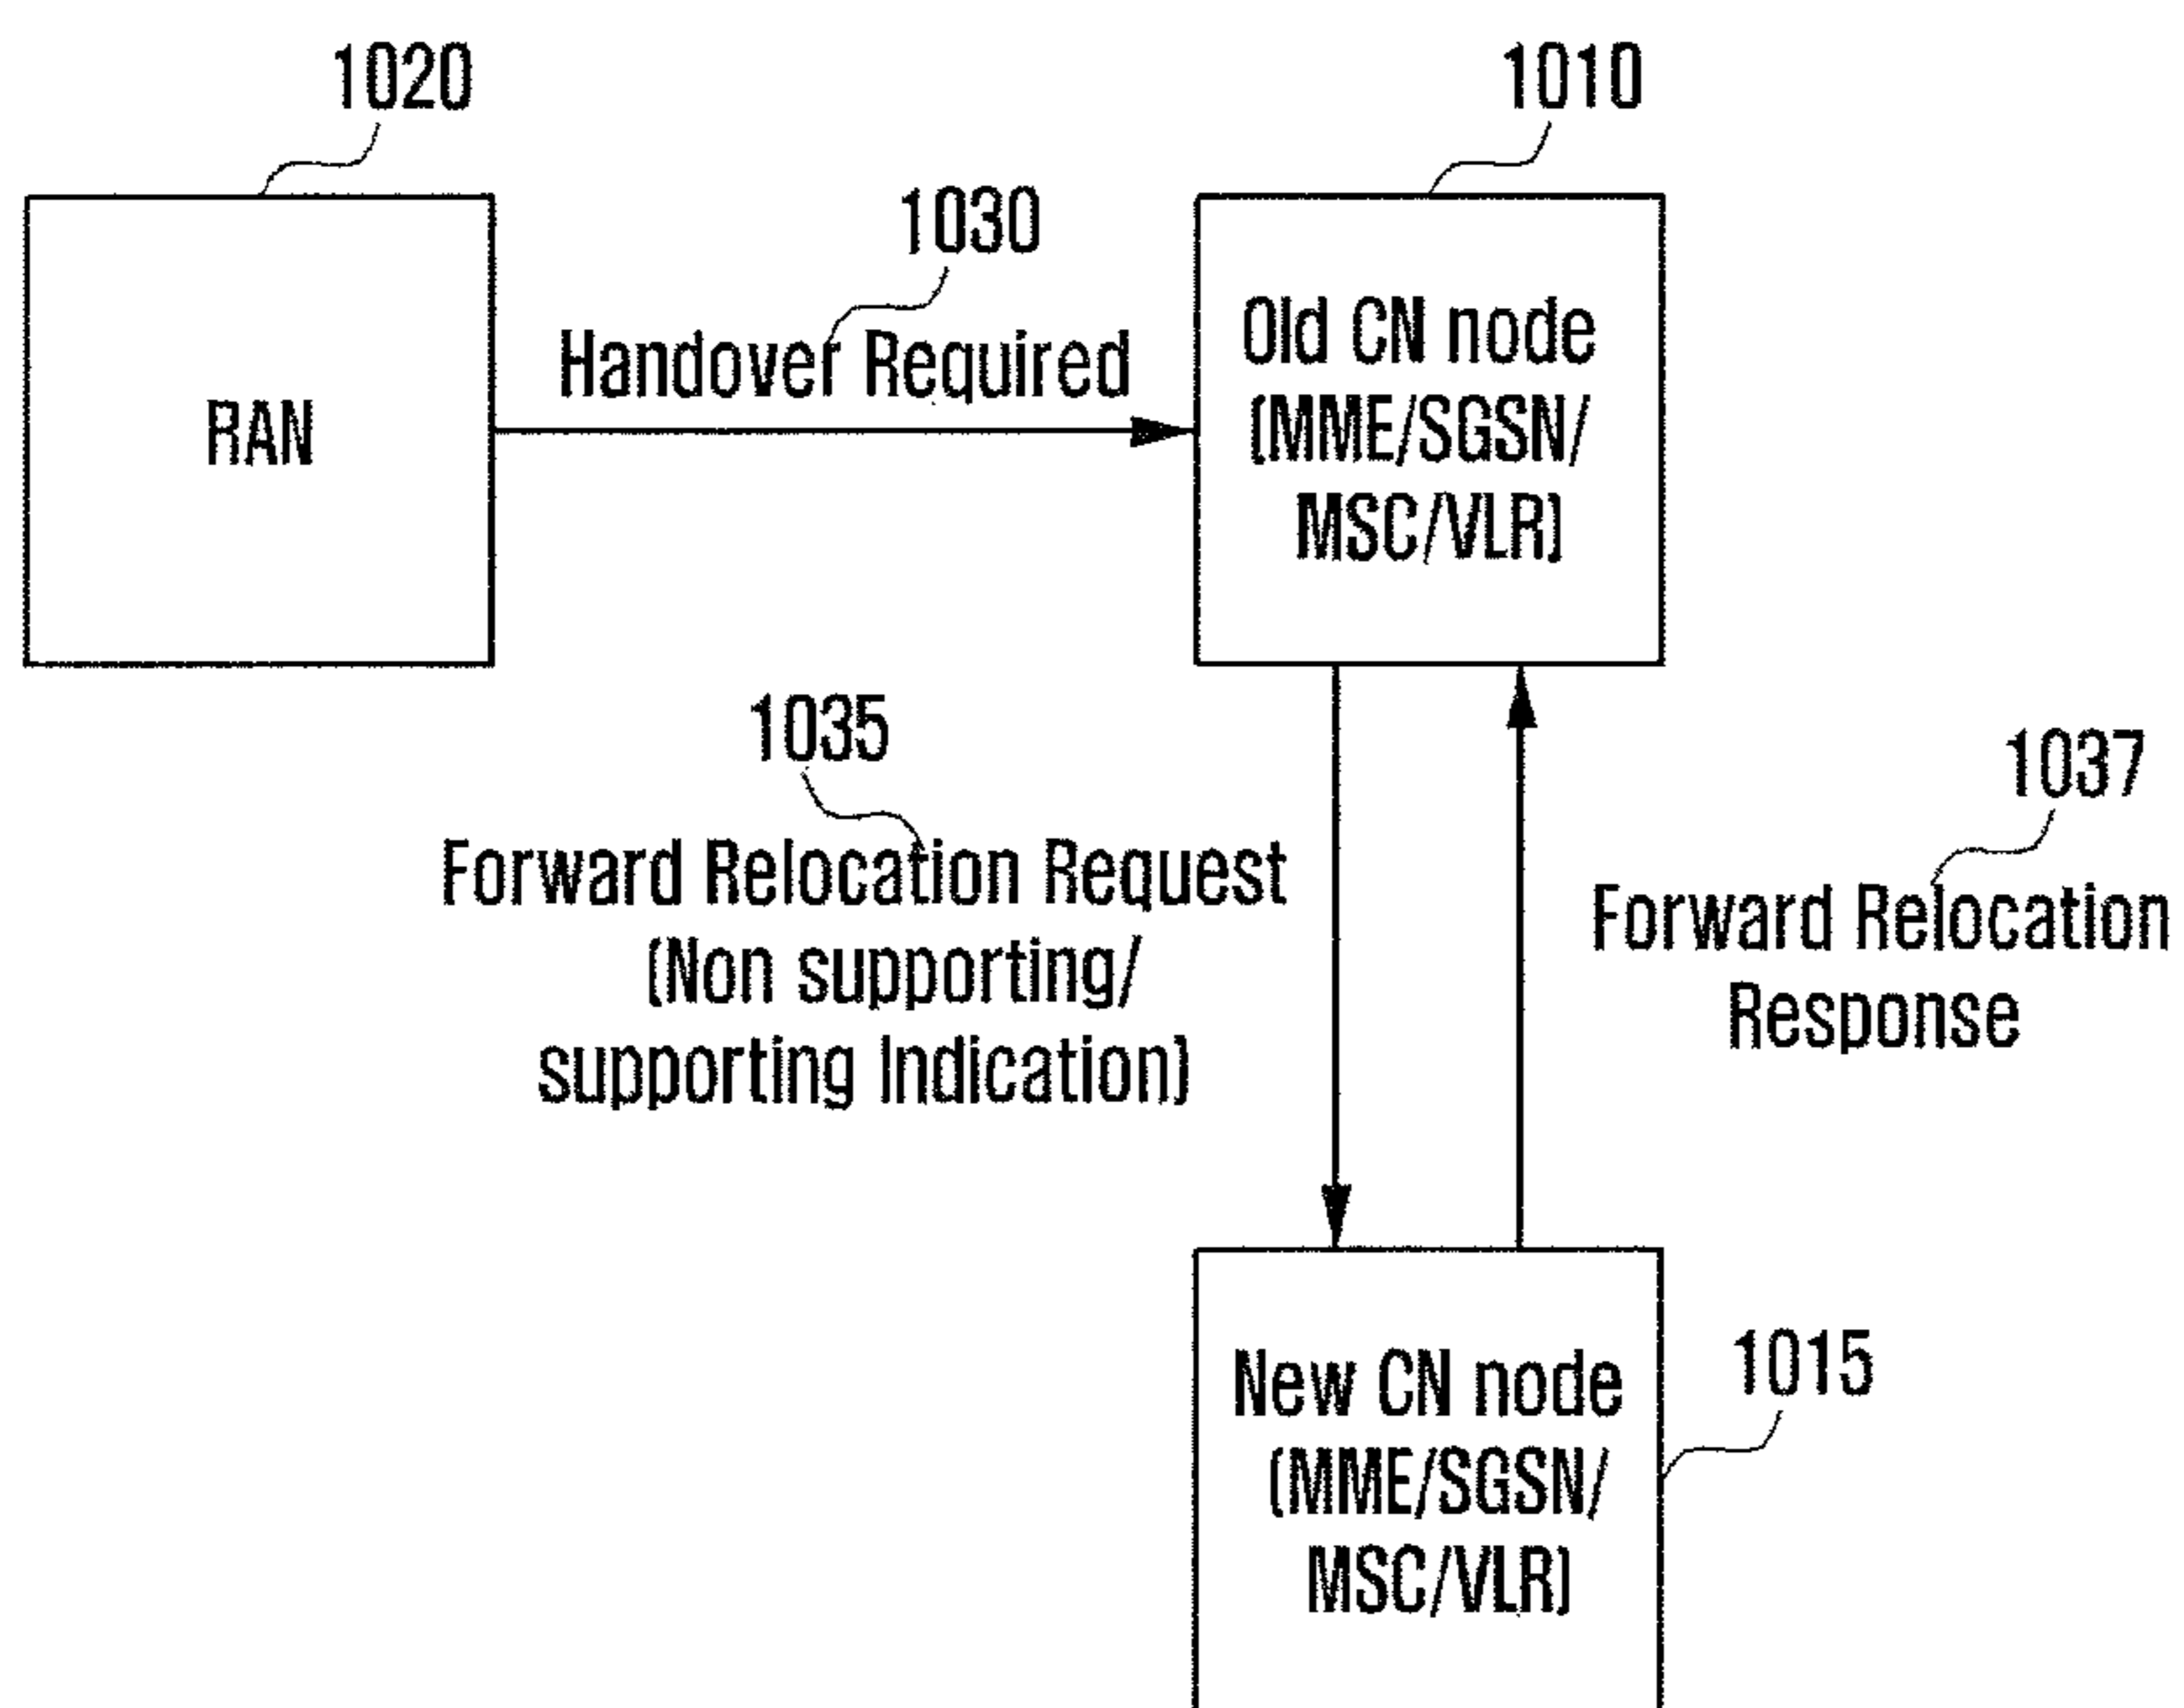 1020
1010
1030
Handover Required
RAN
Old CN node
(MME/SGSN/
MSC/VLR)
1035
Forward Relocation Request
(Non supporting/
supporting Indication)
1037
Forward Relocation
Response
New CN node
(MME/SGSN/
MSC/VLR)
1015